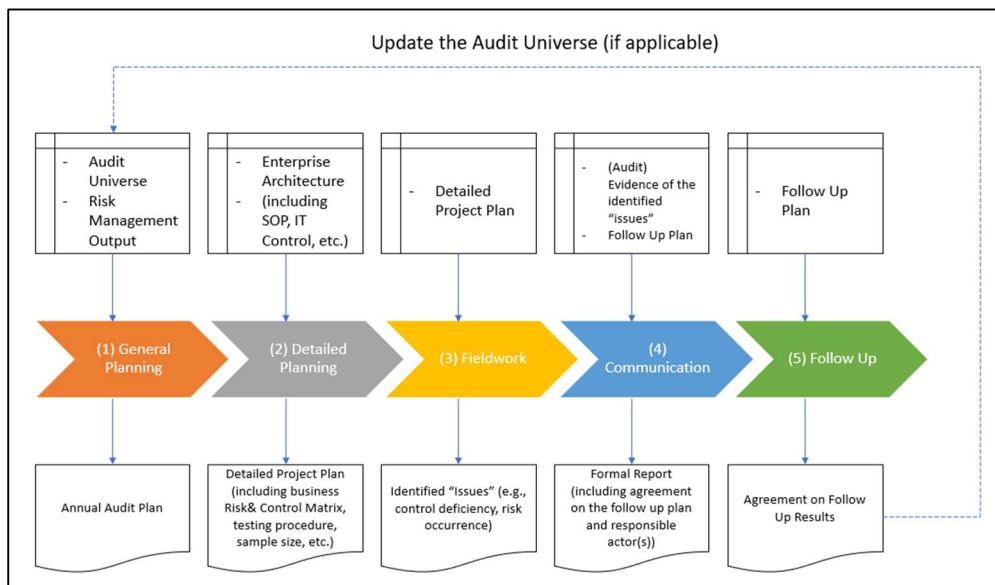 Update the Audit Universe (if applicable)
- Audit
Universe
- Risk
Management
Output
- Enterprise
Architecture
- (including
SOP, IT
Control, etc.)
- Detailed
Project Plan
- (Audit)
Evidence of the
identified
"issues"
- Follow Up Plan
- Follow Up
Plan
(1) General
Planning
(2) Detailed
Planning
(3) Fieldwork
(4)
Communication
(5) Follow Up
Annual Audit Plan
Detailed Project Plan
(including business
Risk& Control Matrix,
testing procedure,
sample size, etc.)
Identified "Issues" (e.g.,
control deficiency, risk
occurrence)
Formal Report
(including agreement
on the follow up plan
and responsible
actor(s))
Agreement on Follow
Up Results